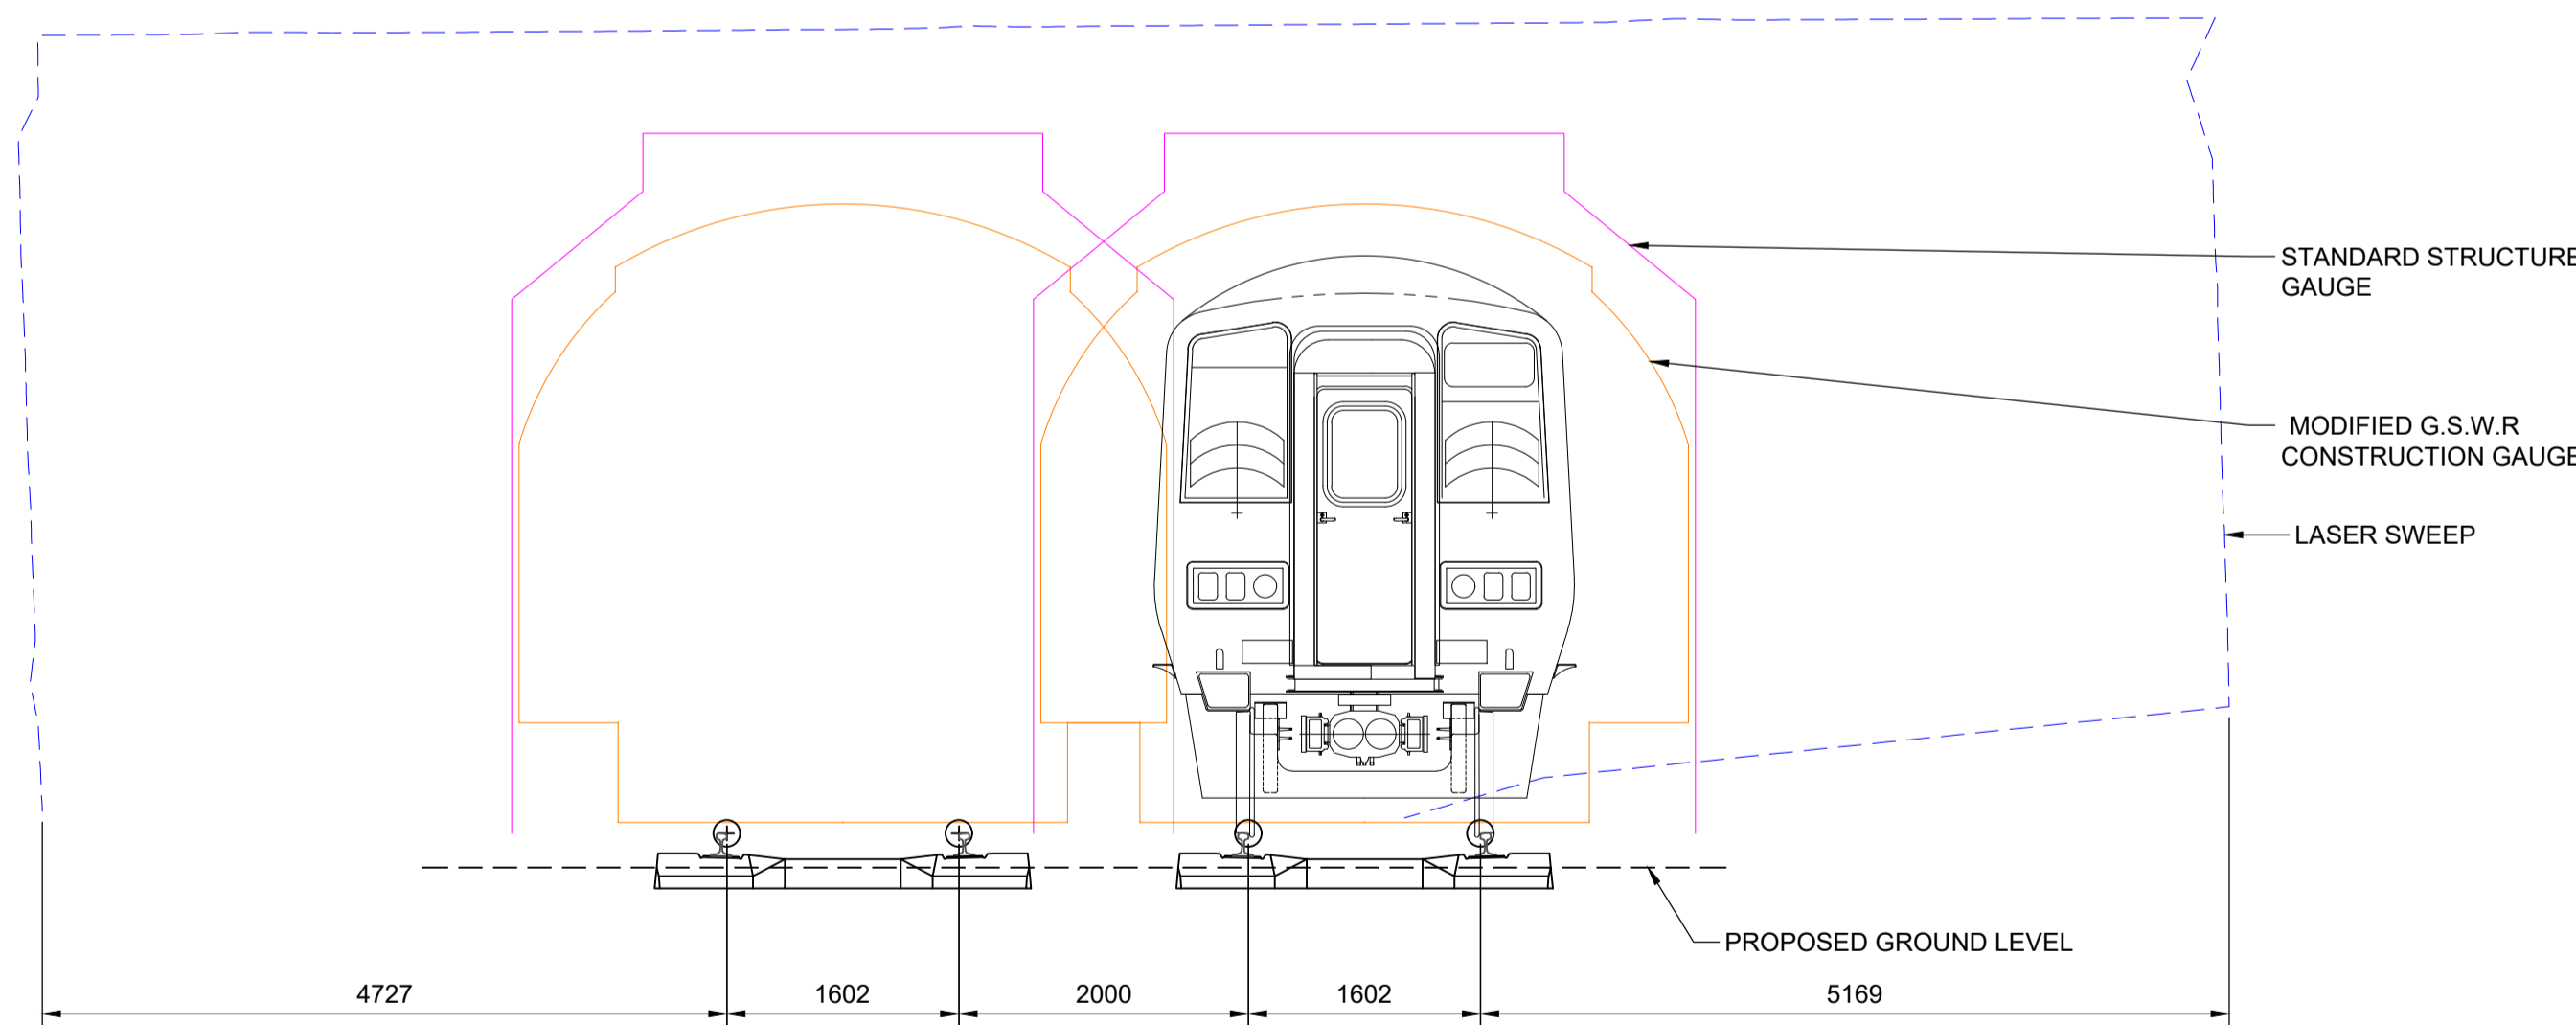 STANDARD STRUCTURE
GAUGE
MODIFIED G.S.W.R
CONSTRUCTION GAUGE
LASER SWEEP
PROPOSED GROUND LEVEL
4727
1602
2000
1602
5169